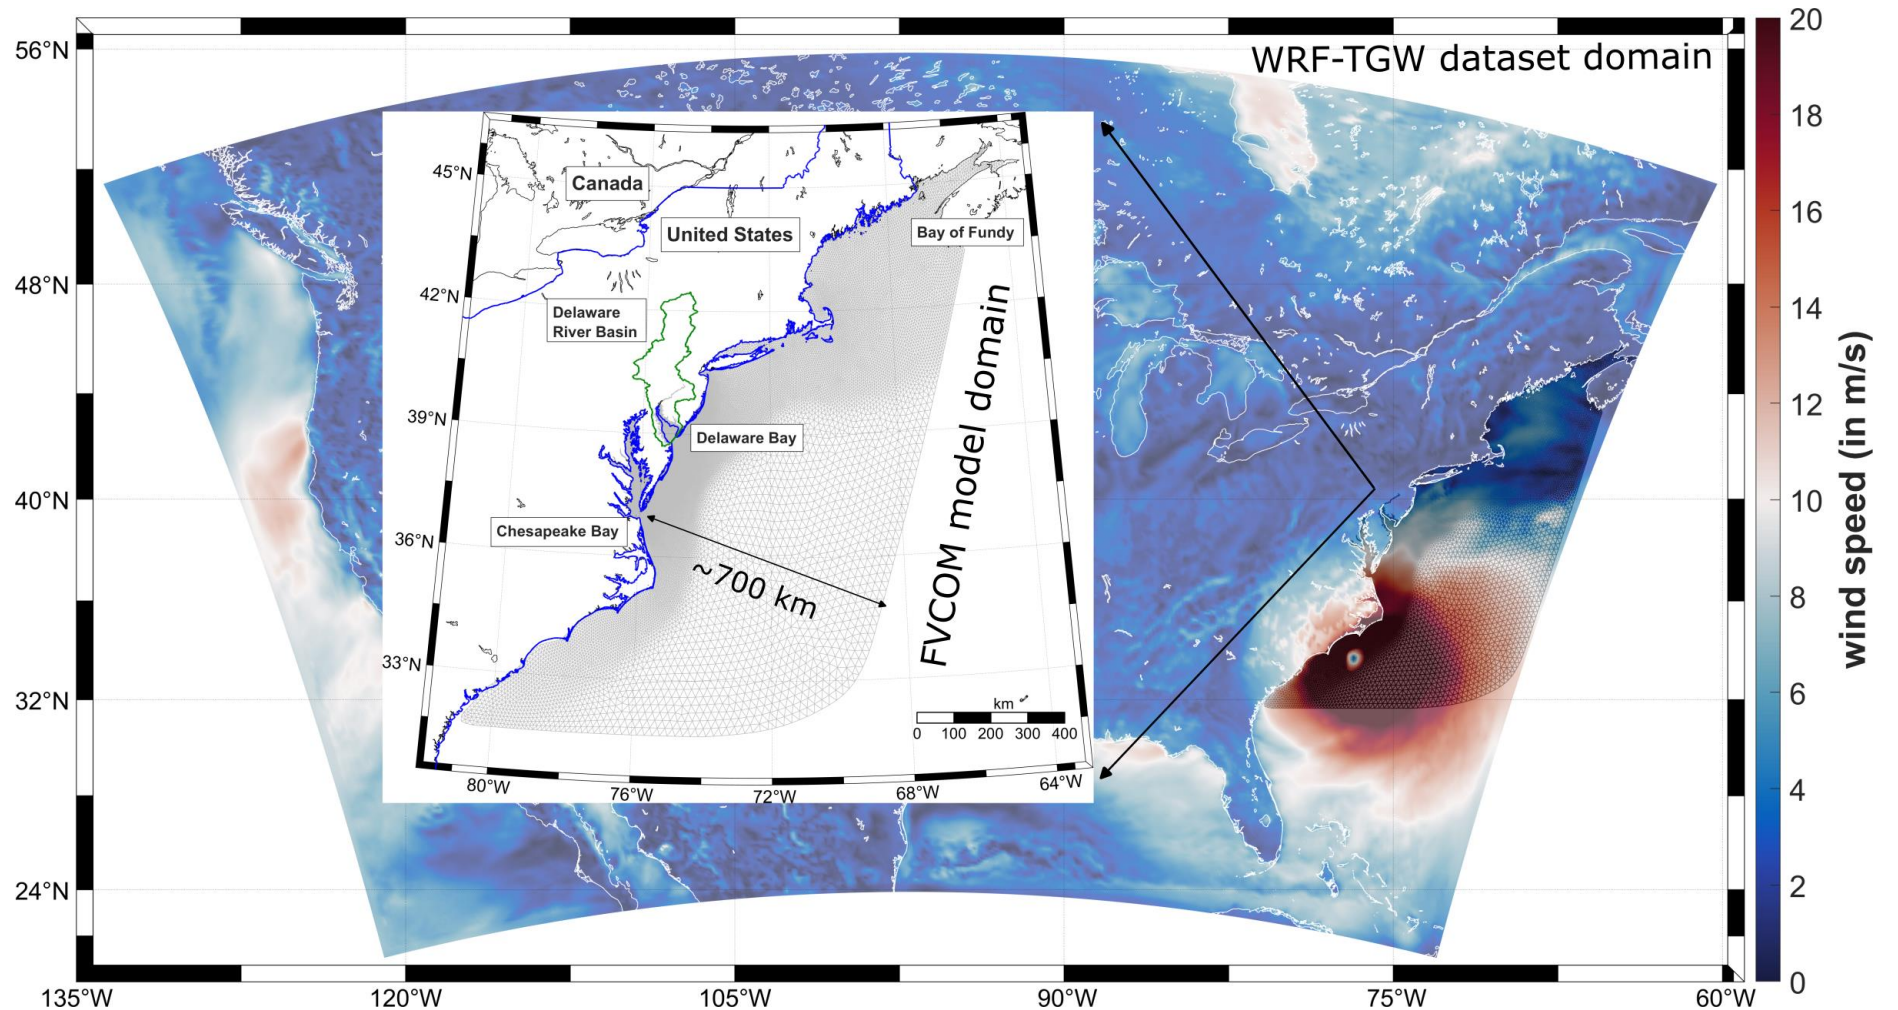 WRF-TGW dataset domain
56°N
48°N
40°N
32°N
24°N
135°W
120°W
105°W
90°W
75°W
60°W
45°N
42°N
39°N
36°N
33°N
80°W
76°W
72°W
68°W
64°W
Canada
United States
Bay of Fundy
Delaware
River Basin
Delaware Bay
Chesapeake Bay
~700 km
FVCOM model domain
km
0 100 200 300 400
20
18
16
14
12
10
8
6
4
2
0
wind speed (in m/s)